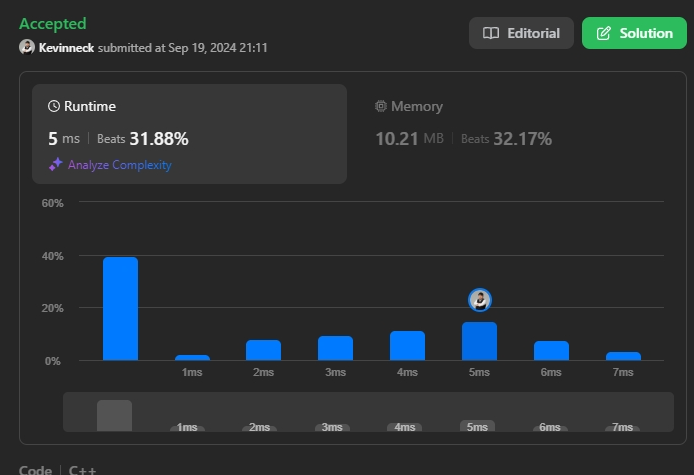 Accepted
Editorial
Solution
Kevinneck submitted at Sep 19, 2024 21:11
Runtime
5 ms | Beats 31.88%
Analyze Complexity
Memory
10.21 MB | Beats 32.17%
60%
40%
20%
0%
1ms 2ms 3ms 4ms 5ms 6ms 7ms
1ms 2ms 3ms 4ms 5ms 6ms 7ms
Code | C++